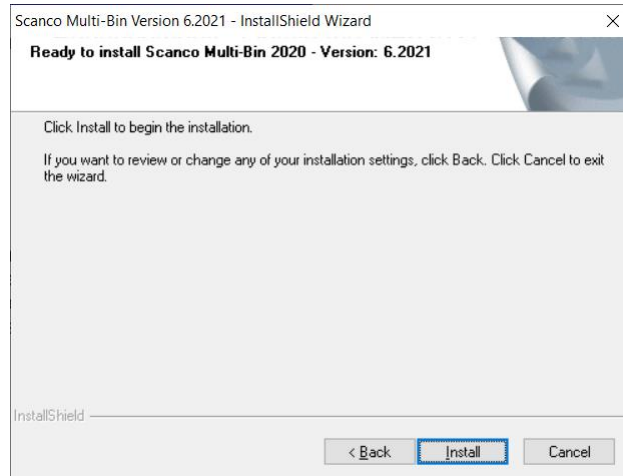 Scanco Multi-Bin Version 6.2021 - InstallShield Wizard
Ready to install Scanco Multi-Bin 2020 - Version: 6.2021
Click Install to begin the installation.
If you want to review or change any of your installation settings, click Back. Click Cancel to exit
the wizard.
InstallShield
< Back Install Cancel